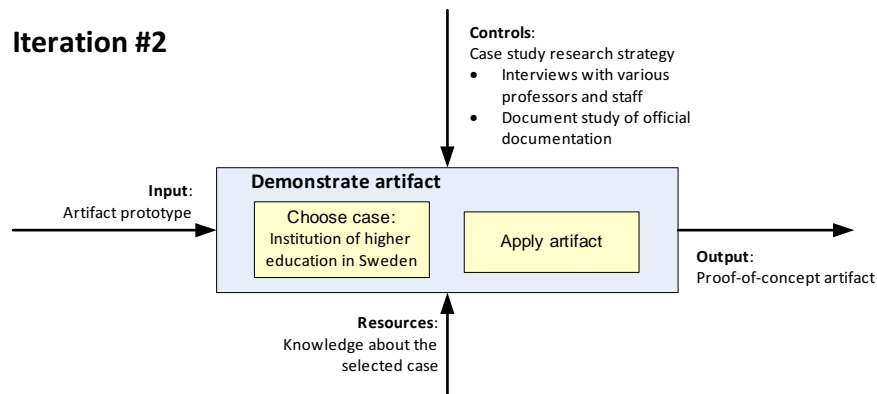 Iteration #2
Controls:
Case study research strategy
• Interviews with various
professors and staff
• Document study of official
documentation
Input:
Artifact prototype
Demonstrate artifact
Choose case:
Institution of higher
education in Sweden
Apply artifact
Output:
Proof-of-concept artifact
Resources:
Knowledge about the
selected case